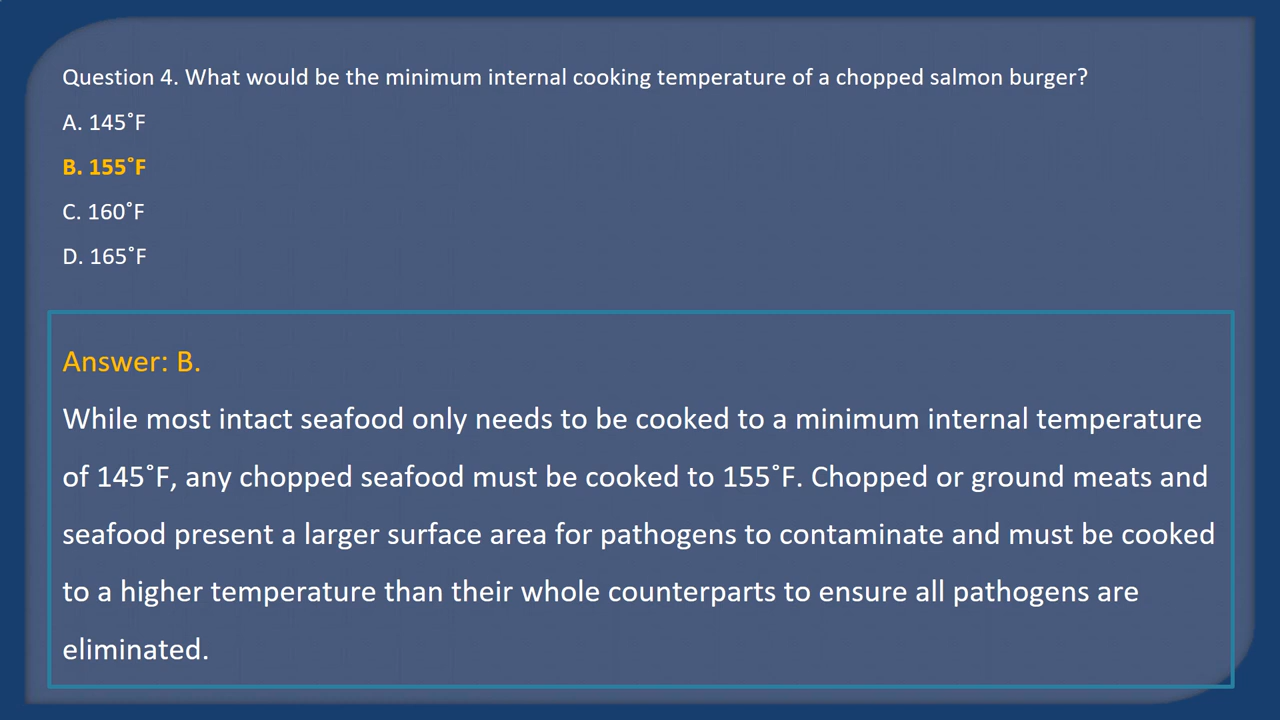 Question 4. What would be the minimum internal cooking temperature of a chopped salmon burger?
A. 145˚F
B. 155˚F
C. 160˚F
D. 165˚F
Answer: B.
While most intact seafood only needs to be cooked to a minimum internal temperature
of 145˚F, any chopped seafood must be cooked to 155˚F. Chopped or ground meats and
seafood present a larger surface area for pathogens to contaminate and must be cooked
to a higher temperature than their whole counterparts to ensure all pathogens are
eliminated.